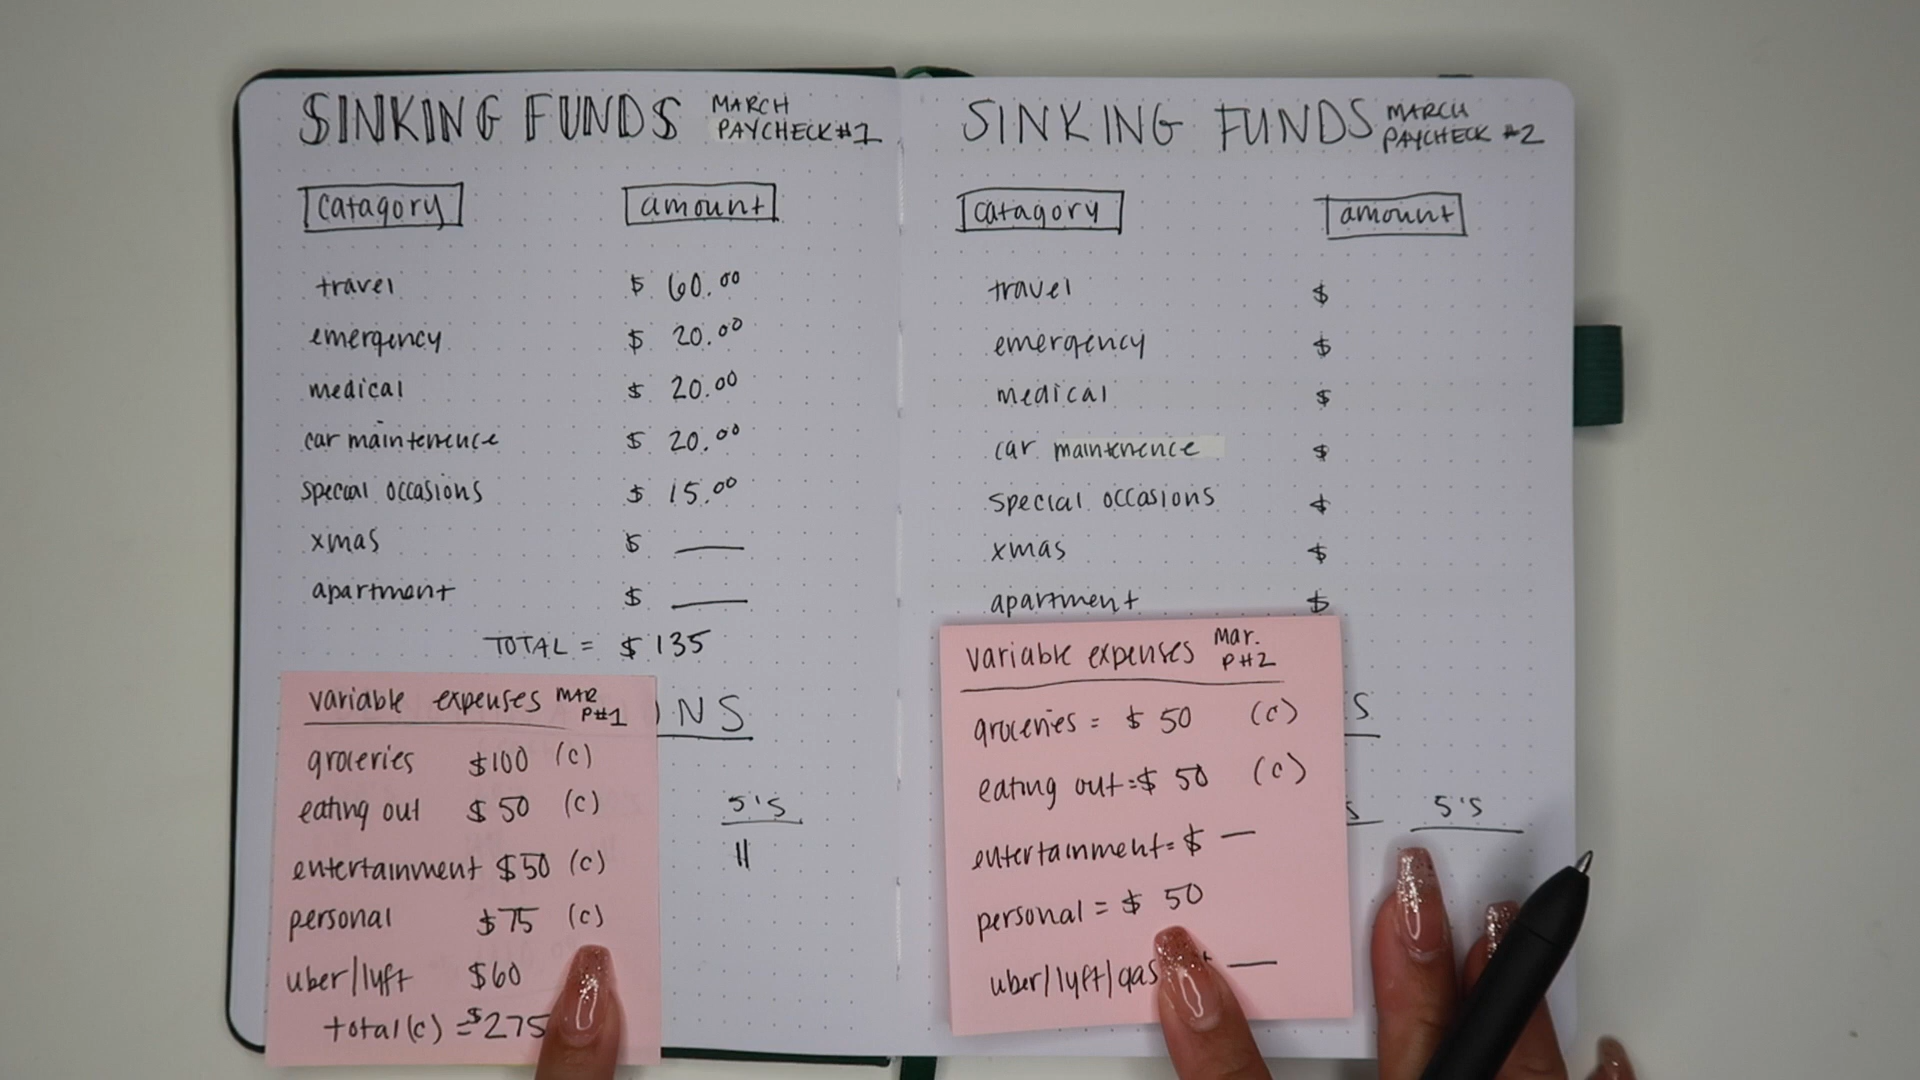 SINKING FUNDS MARCH PAYCHECK #1
catagory amount
travel $ 60.00
emergency $ 20.00
medical $ 20.00
car maintenence $ 20.00
special occasions $ 15.00
xmas $ —
apartment $ —
TOTAL = $ 135
NS
5'S
11
variable expenses MAR P#1
groceries $100 (c)
eating out $50 (c)
entertainment $50 (c)
personal $75 (c)
uber/lyft $60
total(c) = $275
SINKING FUNDS MARCH PAYCHECK #2
catagory amount
travel $
emergency $
medical $
car maintenence $
special occasions $
xmas $
apartment $
S
S 5'S
variable expenses Mar. P#2
groceries = $ 50 (c)
eating out = $ 50 (c)
entertainment = $ —
personal = $ 50
uber/lyft/gas —